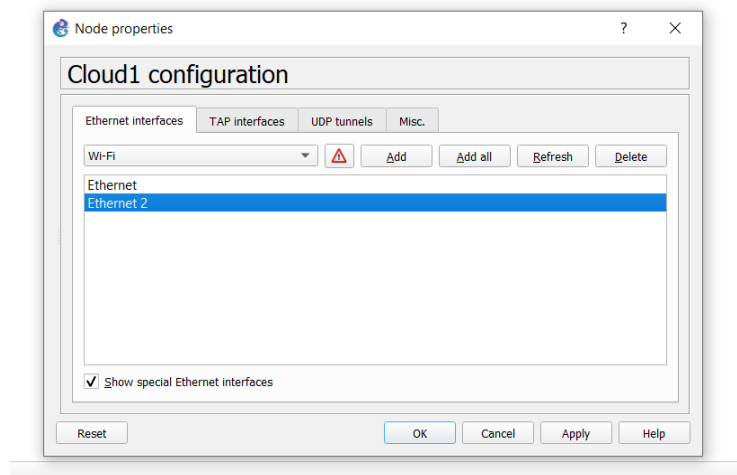 Node properties
?
Cloud1 configuration
Ethernet interfaces TAP interfaces UDP tunnels Misc.
Wi-Fi Add Add all Refresh Delete
Ethernet
Ethernet 2
Show special Ethernet interfaces
Reset OK Cancel Apply Help